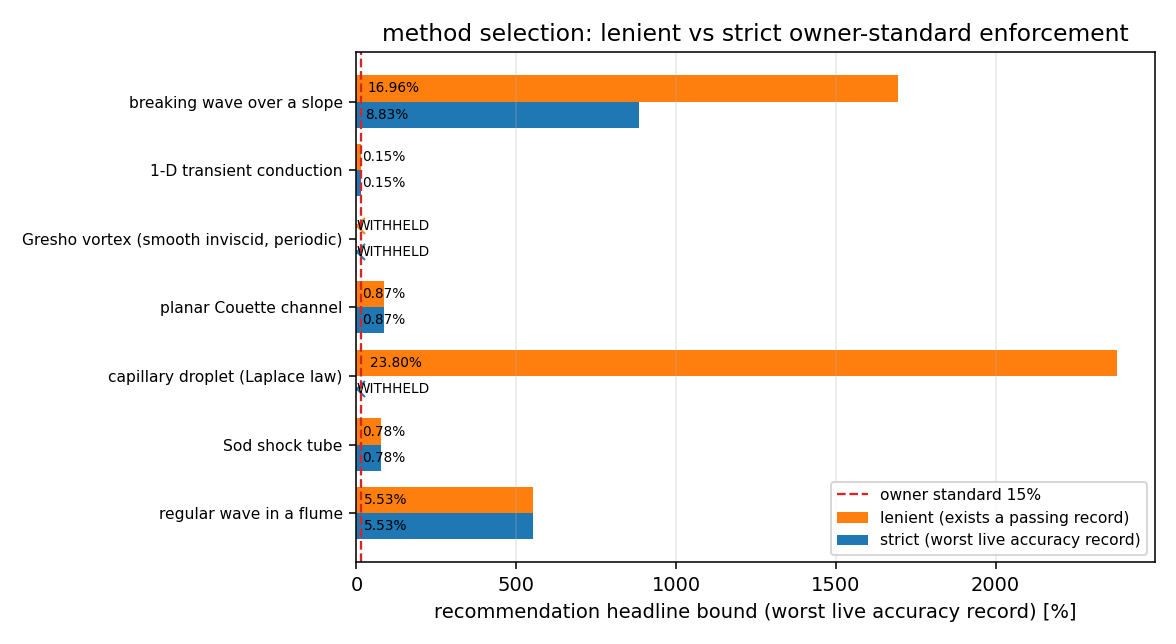 method selection: lenient vs strict owner-standard enforcement
breaking wave over a slope
16.96%
8.83%
1-D transient conduction
0.15%
0.15%
Gresho vortex (smooth inviscid, periodic)
WITHHELD
WITHHELD
planar Couette channel
0.87%
0.87%
capillary droplet (Laplace law)
23.80%
WITHHELD
Sod shock tube
0.78%
0.78%
regular wave in a flume
5.53%
5.53%
owner standard 15%
lenient (exists a passing record)
strict (worst live accuracy record)
0 500 1000 1500 2000
recommendation headline bound (worst live accuracy record) [%]